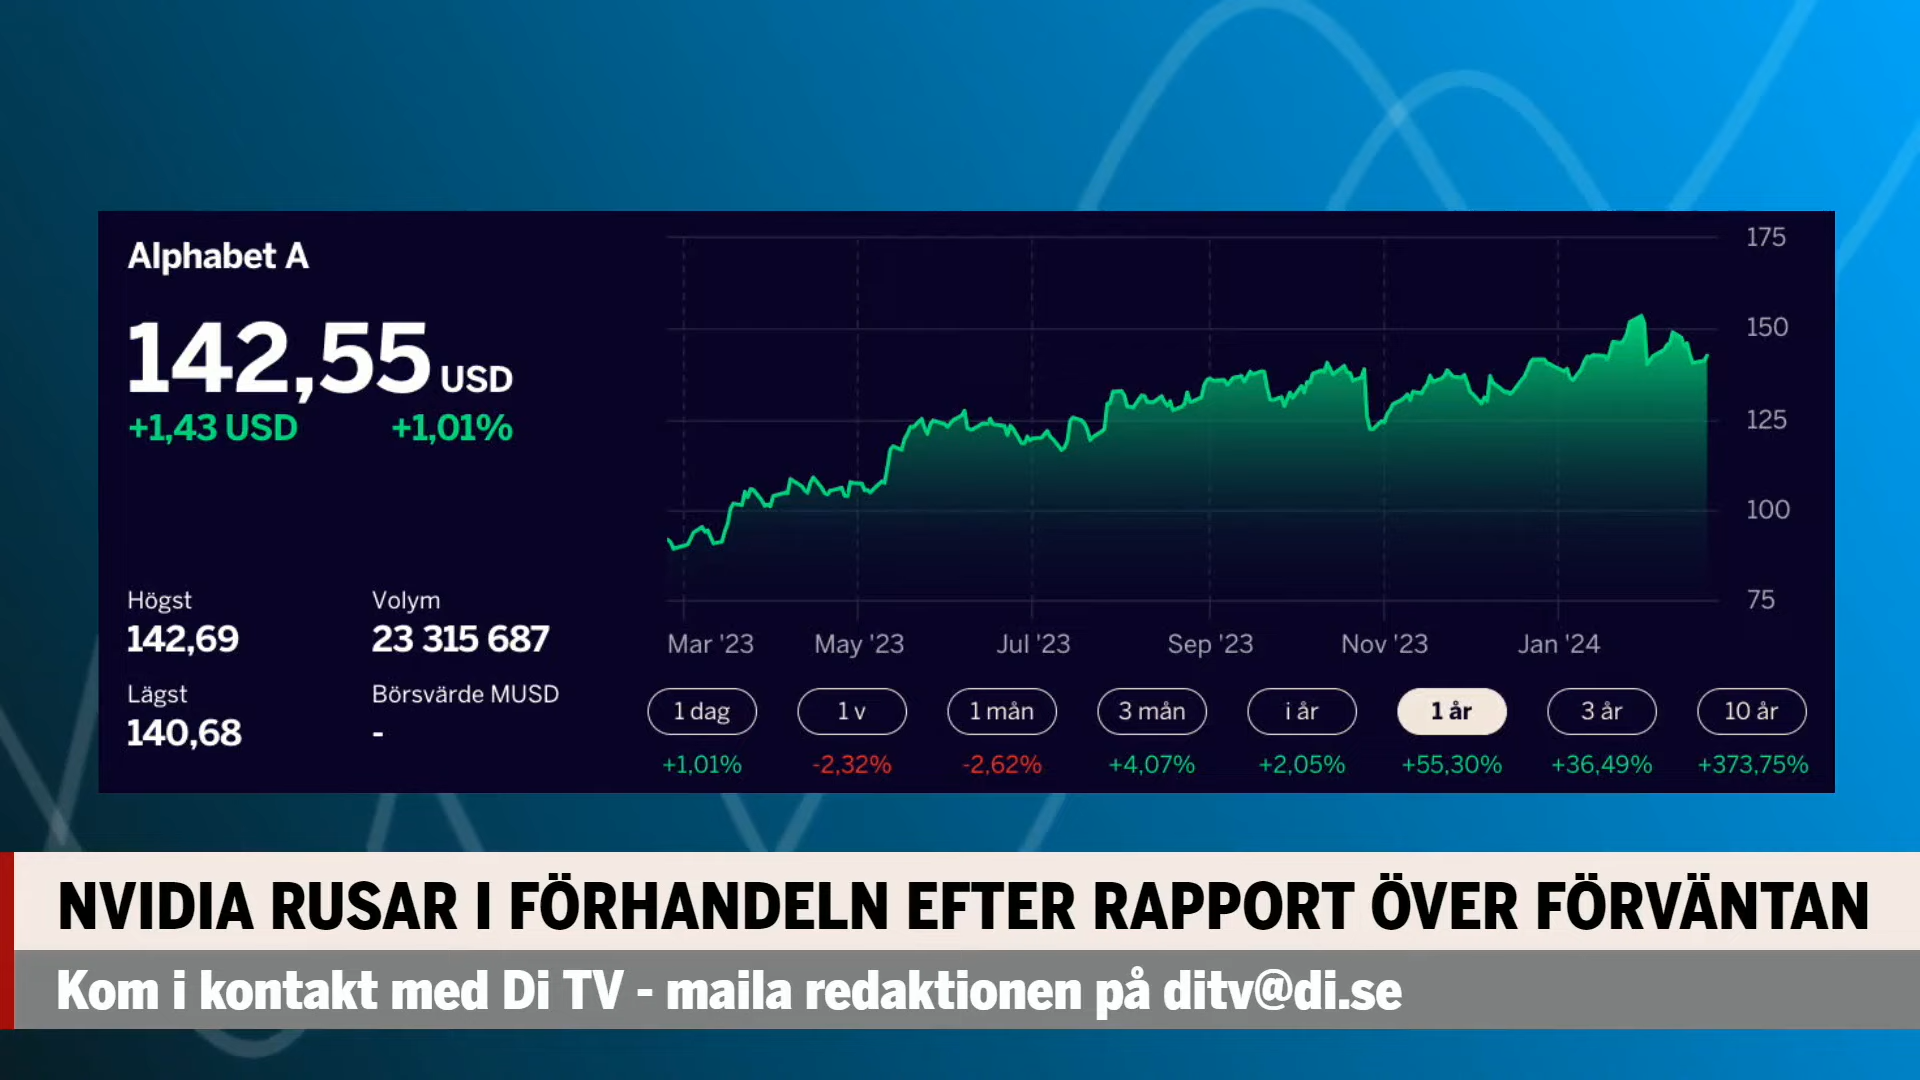 Alphabet A
142,55 USD
+1,43 USD +1,01%
Högst Volym
142,69 23 315 687
Lägst Börsvärde MUSD
140,68 -
175
150
125
100
75
Mar '23 May '23 Jul '23 Sep '23 Nov '23 Jan '24
1 dag 1 v 1 mån 3 mån i år 1 år 3 år 10 år
+1,01% -2,32% -2,62% +4,07% +2,05% +55,30% +36,49% +373,75%
NVIDIA RUSAR I FÖRHANDELN EFTER RAPPORT ÖVER FÖRVÄNTAN
Kom i kontakt med Di TV - maila redaktionen på ditv@di.se